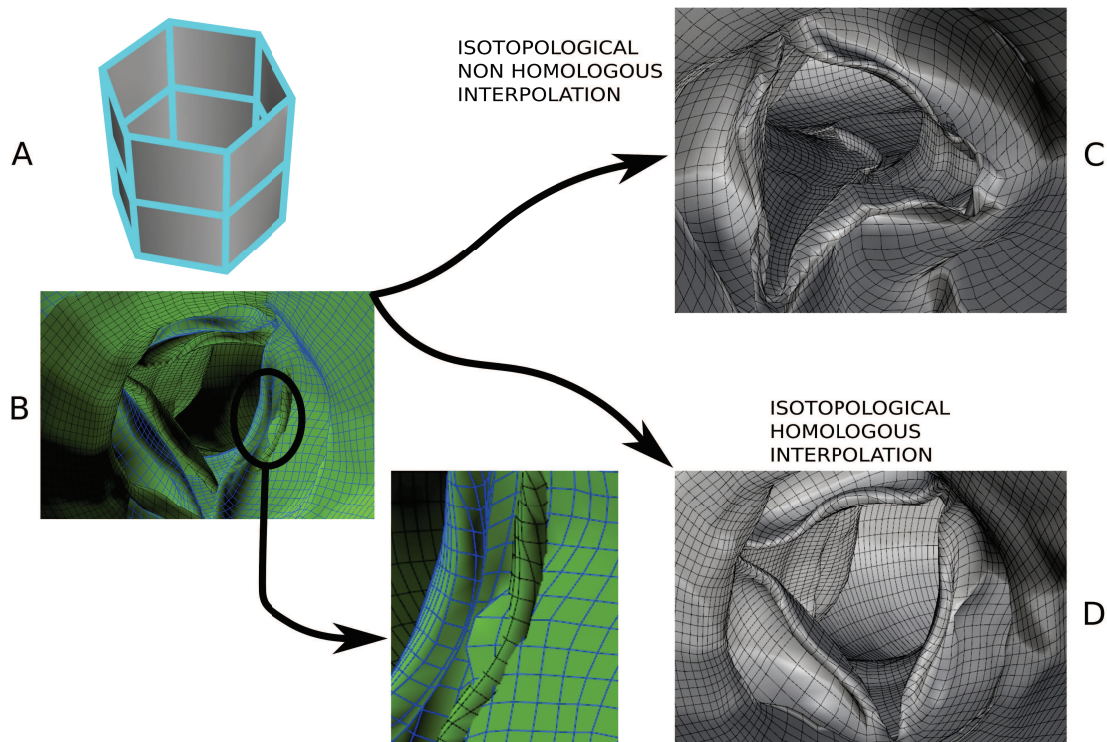 A
ISOTOPOLOGICAL
NON HOMOLOGOUS
INTERPOLATION
C
B
ISOTOPOLOGICAL
HOMOLOGOUS
INTERPOLATION
D